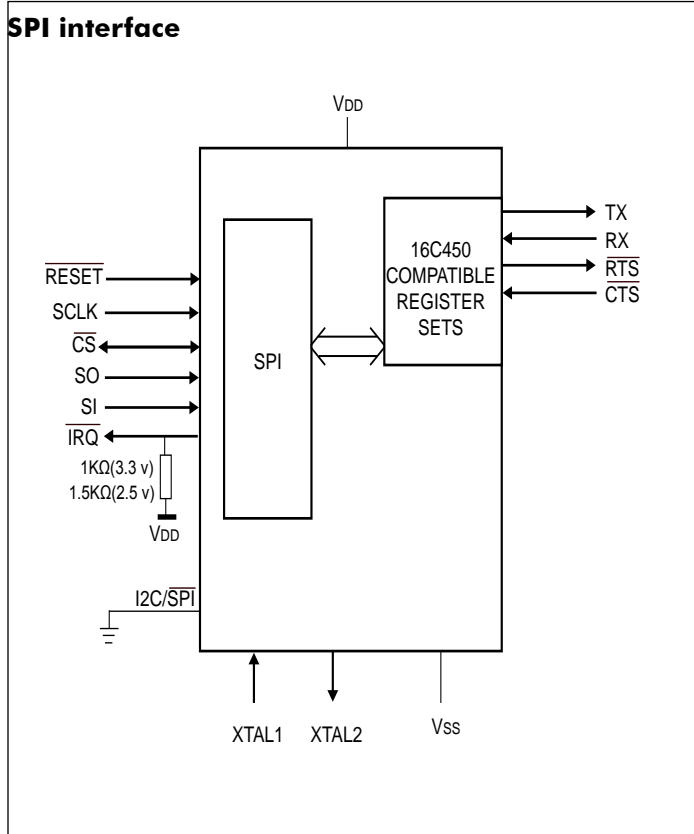 SPI interface
VDD
RESET
SCLK
CS
SO
SI
IRQ
1KΩ(3.3 v)
1.5KΩ(2.5 v)
VDD
I2C/SPI
SPI
16C450
COMPATIBLE
REGISTER
SETS
TX
RX
RTS
CTS
XTAL1
XTAL2
VSS